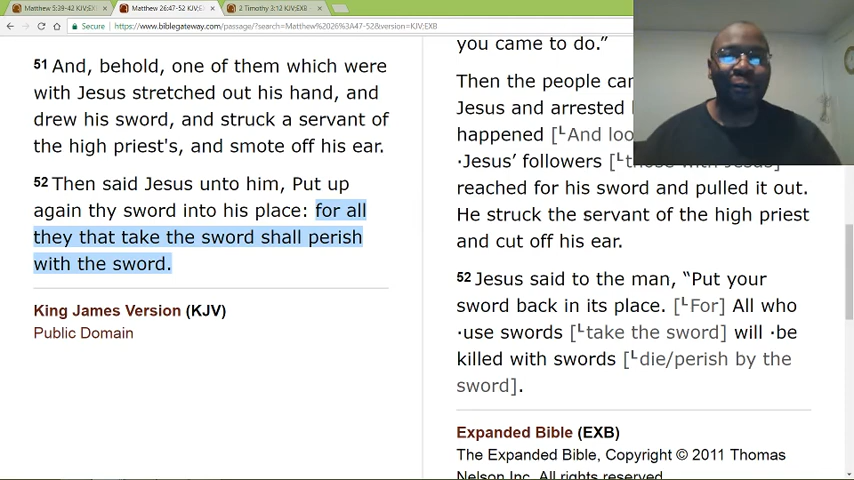 Matthew 5:39-42 KJV;EX
Matthew 26:47-52 KJV;EX
2 Timothy 3:12 KJV;EXB -
Secure
https://www.biblegateway.com/passage/?search=Matthew%2026%3A47-52&version=KJV;EXB
51 And, behold, one of them which were
with Jesus stretched out his hand, and
drew his sword, and struck a servant of
the high priest's, and smote off his ear.
52 Then said Jesus unto him, Put up
again thy sword into his place: for all
they that take the sword shall perish
with the sword.
King James Version (KJV)
Public Domain
you came to do.”
Then the people
Jesus and arrested
happened [ᴸAnd
·Jesus’ followers [ᴸthose with Jesus]
reached for his sword and pulled it out.
He struck the servant of the high priest
and cut off his ear.
52 Jesus said to the man, “Put your
sword back in its place. [ᴸFor] All who
·use swords [ᴸtake the sword] will ·be
killed with swords [ᴸdie/perish by the
sword].
Expanded Bible (EXB)
The Expanded Bible, Copyright © 2011 Thomas
Nelson Inc. All rights reserved